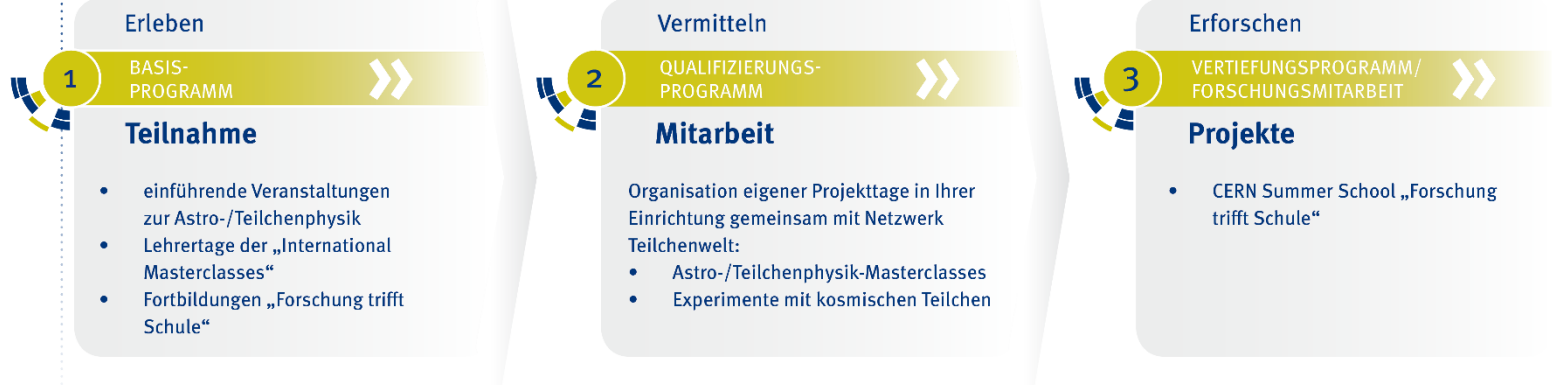 Erleben
1
BASIS-
PROGRAMM
Teilnahme
• einführende Veranstaltungen
zur Astro-/Teilchenphysik
• Lehrertage der „International
Masterclasses“
• Fortbildungen „Forschung trifft
Schule“
Vermitteln
2
QUALIFIZIERUNGS-
PROGRAMM
Mitarbeit
Organisation eigener Projekttage in Ihrer
Einrichtung gemeinsam mit Netzwerk
Teilchenwelt:
• Astro-/Teilchenphysik-Masterclasses
• Experimente mit kosmischen Teilchen
Erforschen
3
VERTIEFUNGSPROGRAMM/
FORSCHUNGSMITARBEIT
Projekte
• CERN Summer School „Forschung
trifft Schule“